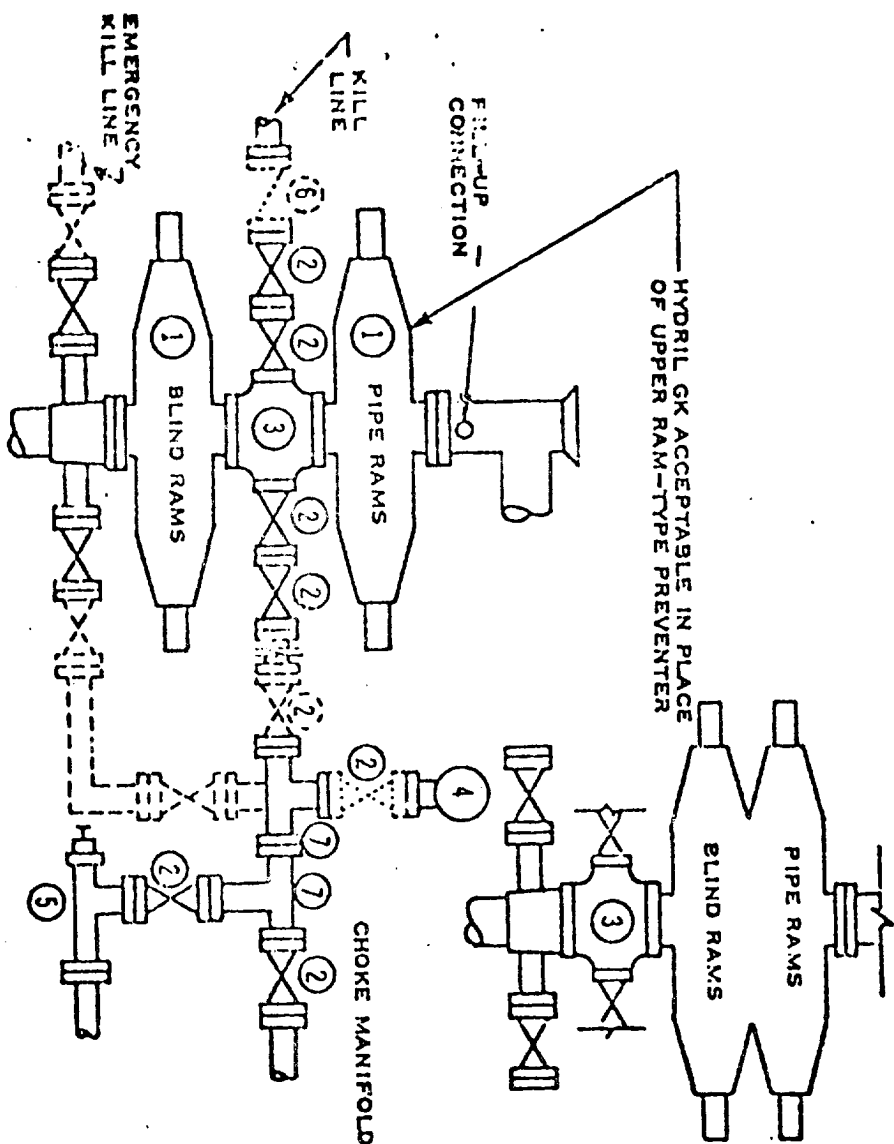 HYDRIL GK ACCEPTABLE IN PLACE
OF UPPER RAM-TYPE PREVENTER
FILL-UP
CONNECTION
KILL
LINE
EMERGENCY
KILL LINE
1
PIPE RAMS
6
2
2
3
2
2
2
1
BLIND RAMS
PIPE RAMS
BLIND RAMS
3
2
4
7
7
2
2
5
CHOKE MANIFOLD